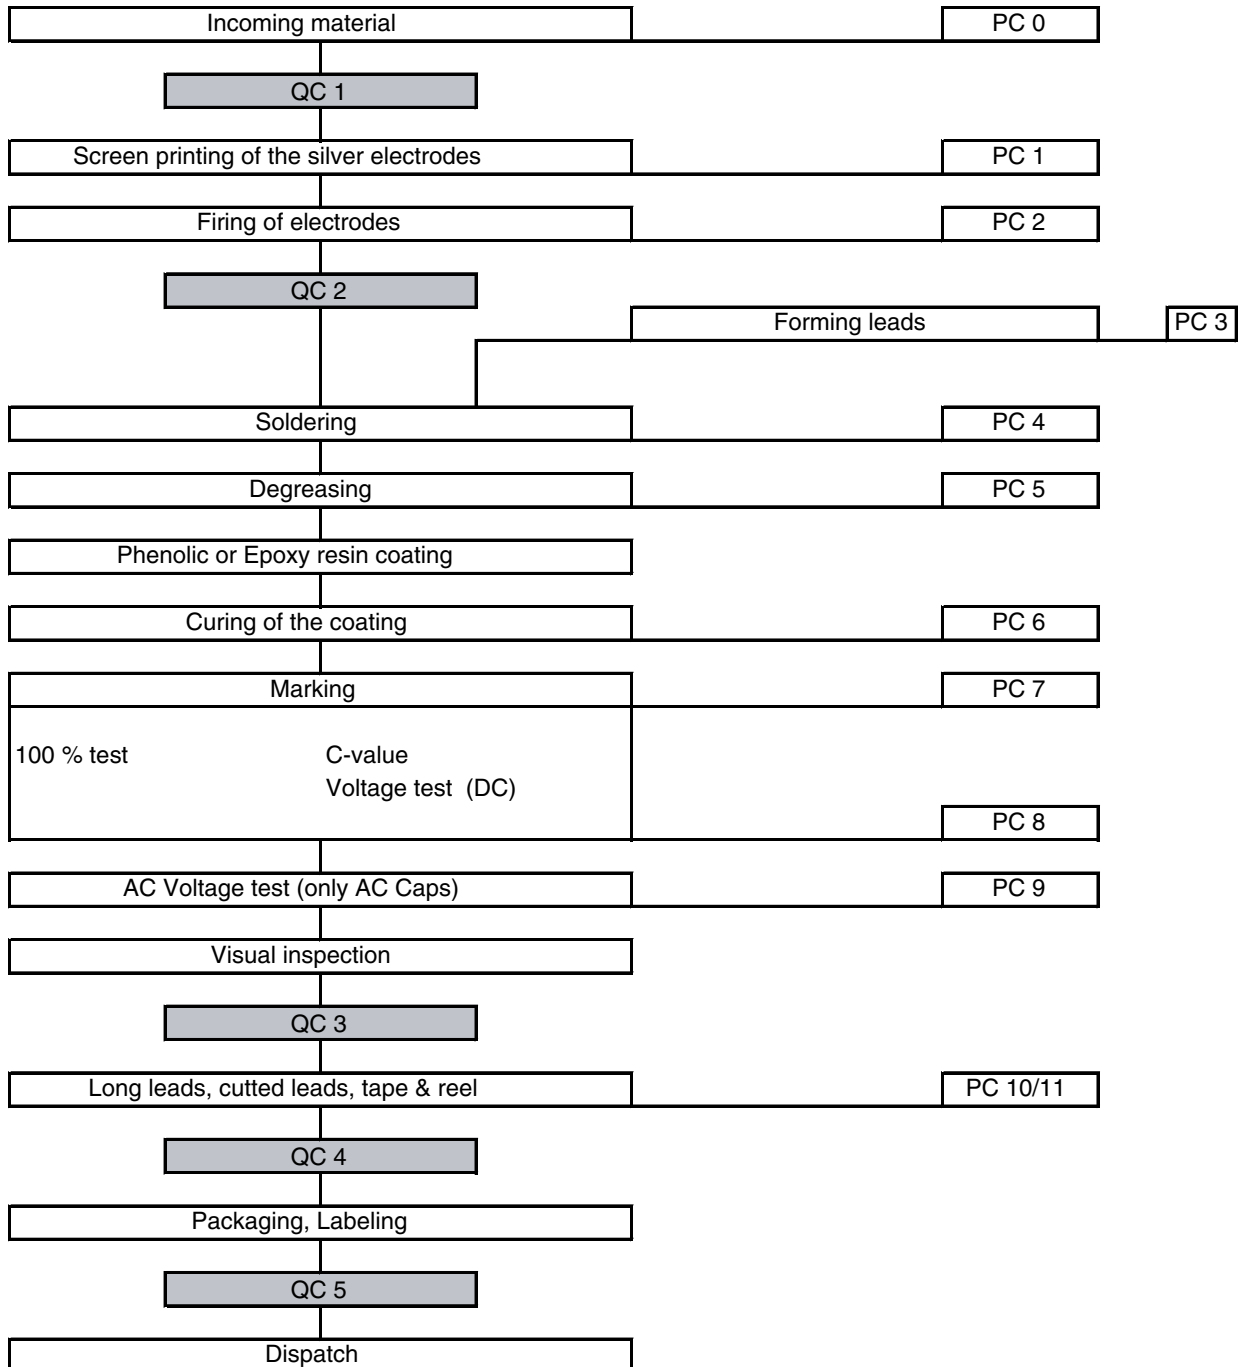 Incoming material PC 0
QC 1
Screen printing of the silver electrodes PC 1
Firing of electrodes PC 2
QC 2
Forming leads PC 3
Soldering PC 4
Degreasing PC 5
Phenolic or Epoxy resin coating
Curing of the coating PC 6
Marking PC 7
100 % test C-value
Voltage test (DC)
PC 8
AC Voltage test (only AC Caps) PC 9
Visual inspection
QC 3
Long leads, cutted leads, tape & reel PC 10/11
QC 4
Packaging, Labeling
QC 5
Dispatch